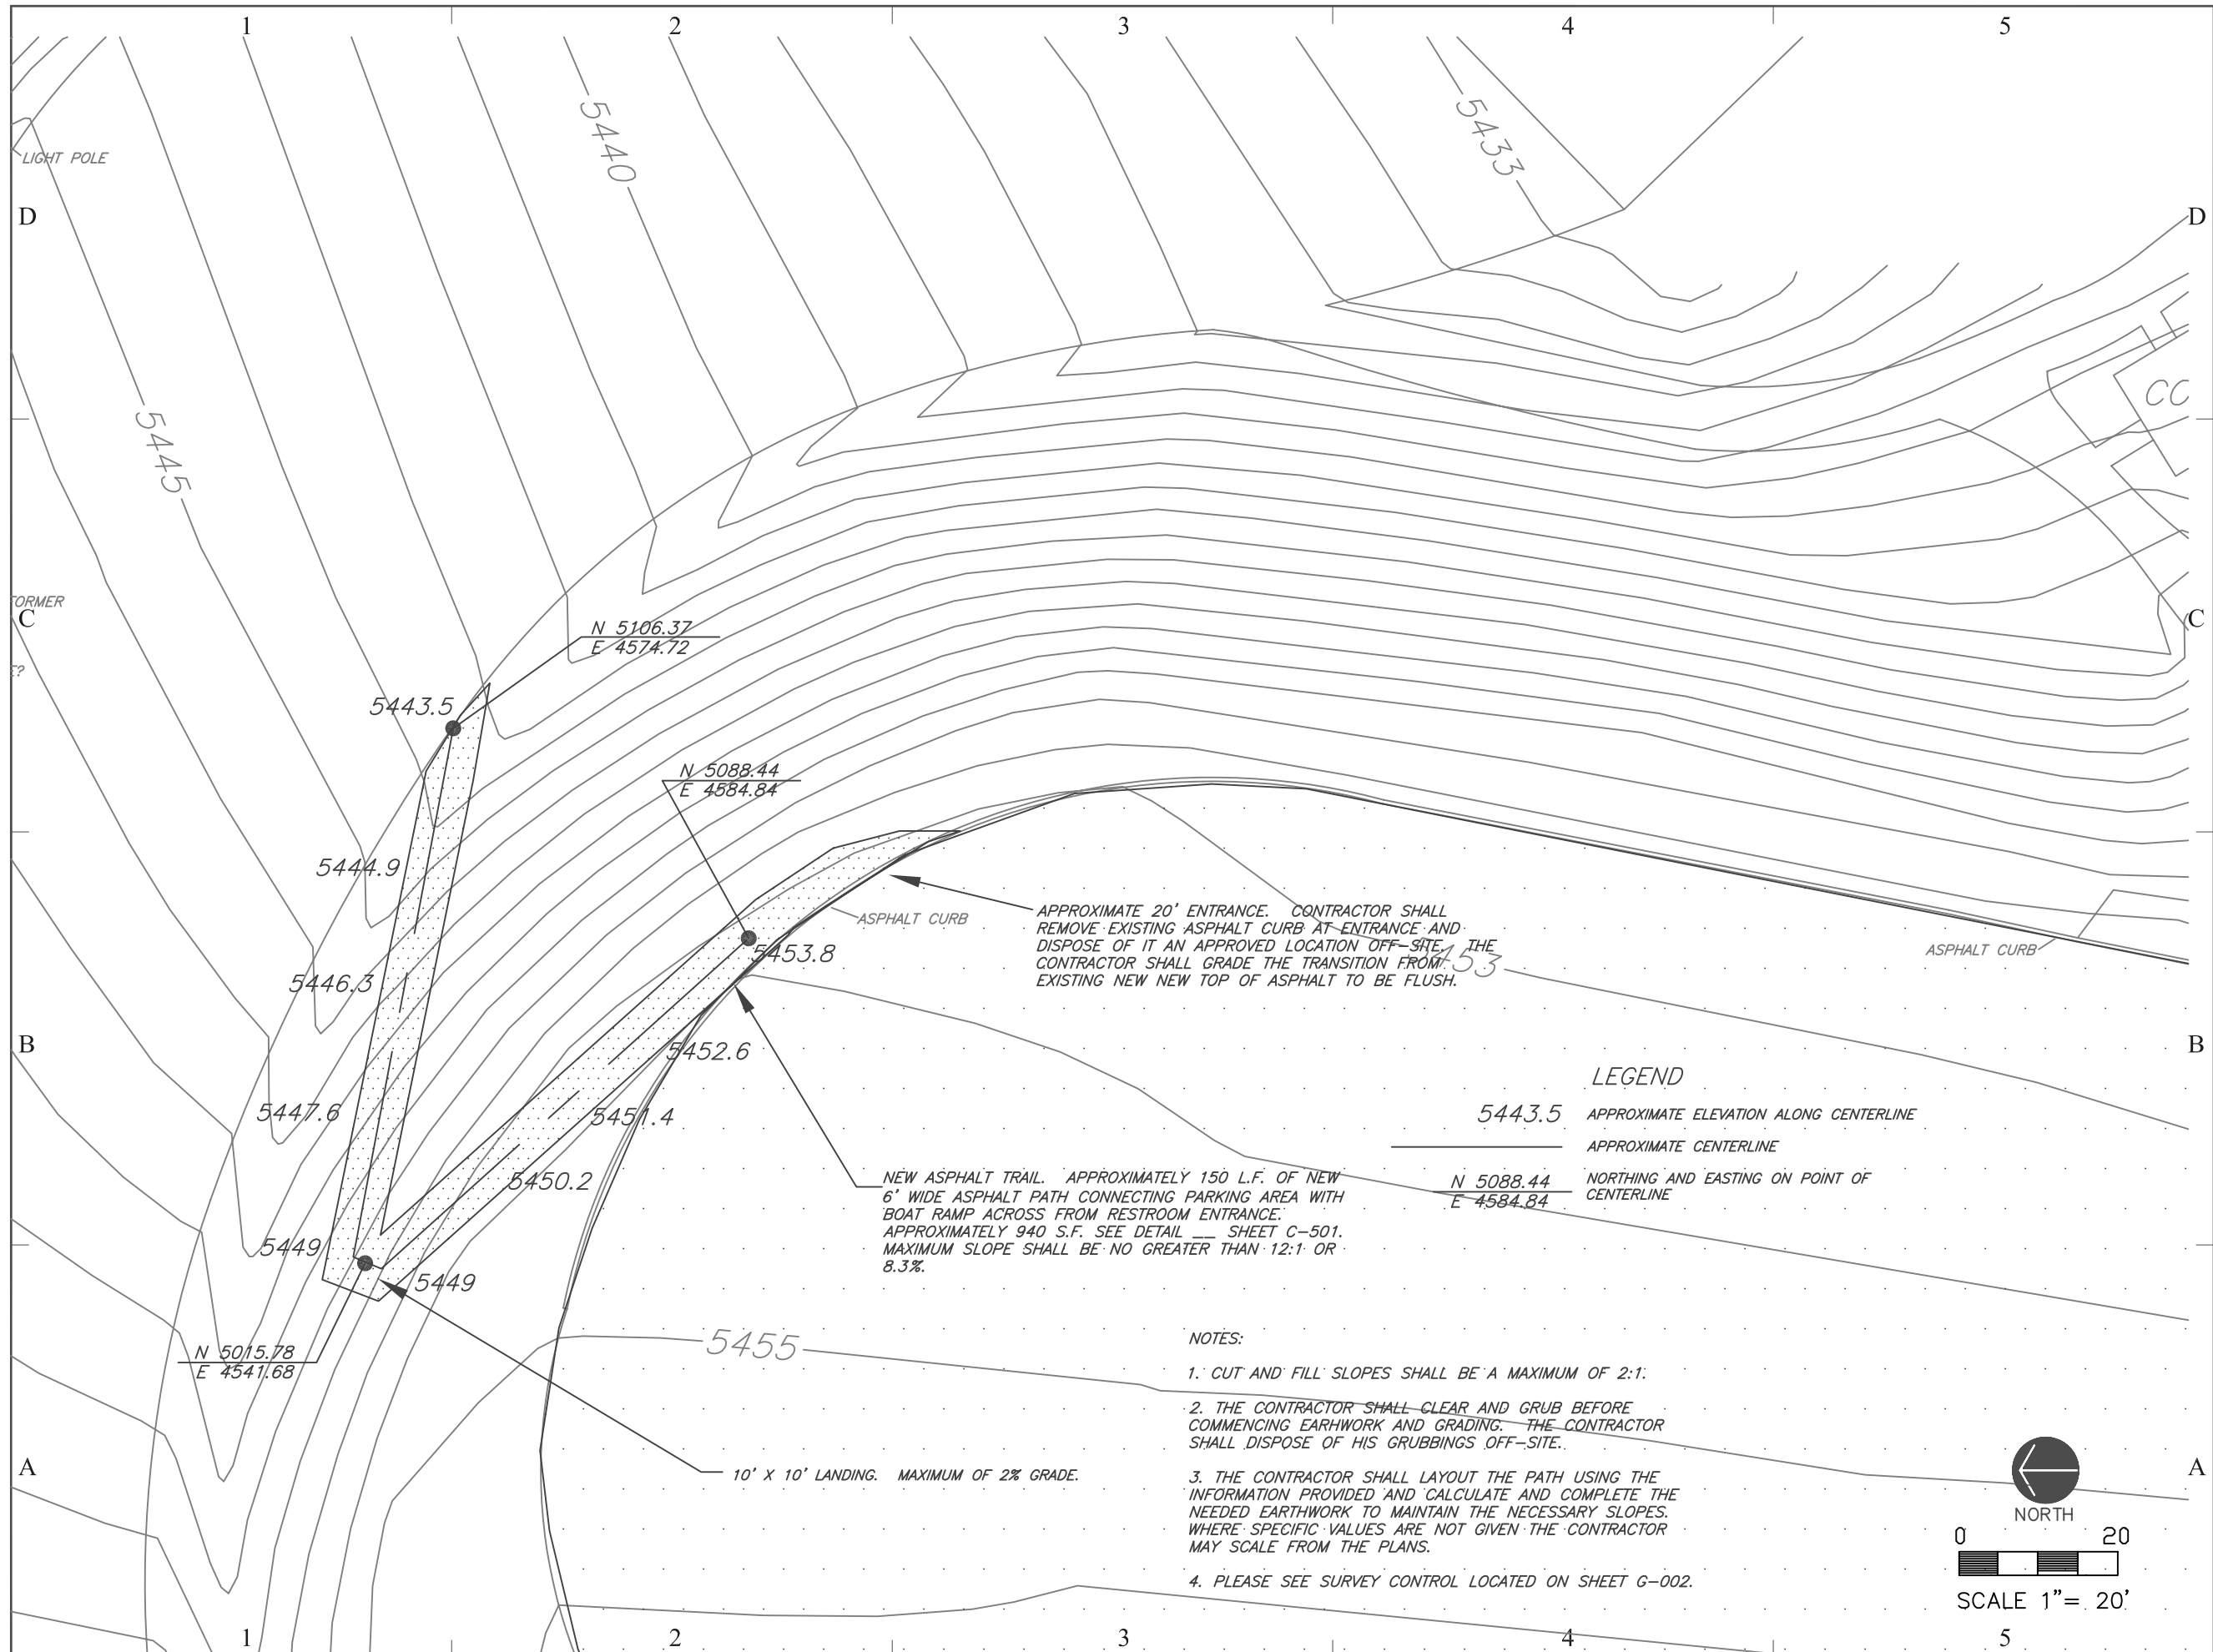 1 2 3 4 5
5440
5433
LIGHT POLE
D D
CC
5445
ORMER
C C
E?
N 5106.37
E 4574.72
5443.5
N 5088.44
E 4584.84
5444.9
ASPHALT CURB
APPROXIMATE 20' ENTRANCE. CONTRACTOR SHALL
REMOVE EXISTING ASPHALT CURB AT ENTRANCE AND
DISPOSE OF IT AN APPROVED LOCATION OFF-SITE. THE
CONTRACTOR SHALL GRADE THE TRANSITION FROM
EXISTING NEW NEW TOP OF ASPHALT TO BE FLUSH.
5453
ASPHALT CURB
5453.8
5446.3
B B
5452.6
5447.6
5451.4
LEGEND
5443.5 APPROXIMATE ELEVATION ALONG CENTERLINE
APPROXIMATE CENTERLINE
N 5088.44
E 4584.84
NORTHING AND EASTING ON POINT OF
CENTERLINE
5450.2
NEW ASPHALT TRAIL. APPROXIMATELY 150 L.F. OF NEW
6' WIDE ASPHALT PATH CONNECTING PARKING AREA WITH
BOAT RAMP ACROSS FROM RESTROOM ENTRANCE.
APPROXIMATELY 940 S.F. SEE DETAIL __ SHEET C-501.
MAXIMUM SLOPE SHALL BE NO GREATER THAN 12:1 OR
8.3%.
5449
5449
N 5015.78
E 4541.68
5455
10' X 10' LANDING. MAXIMUM OF 2% GRADE.
NOTES:
1. CUT AND FILL SLOPES SHALL BE A MAXIMUM OF 2:1.
2. THE CONTRACTOR SHALL CLEAR AND GRUB BEFORE
COMMENCING EARHWORK AND GRADING. THE CONTRACTOR
SHALL DISPOSE OF HIS GRUBBINGS OFF-SITE.
3. THE CONTRACTOR SHALL LAYOUT THE PATH USING THE
INFORMATION PROVIDED AND CALCULATE AND COMPLETE THE
NEEDED EARTHWORK TO MAINTAIN THE NECESSARY SLOPES.
WHERE SPECIFIC VALUES ARE NOT GIVEN THE CONTRACTOR
MAY SCALE FROM THE PLANS.
4. PLEASE SEE SURVEY CONTROL LOCATED ON SHEET G-002.
A A
NORTH
0 20
SCALE 1"= 20'
1 2 3 4 5